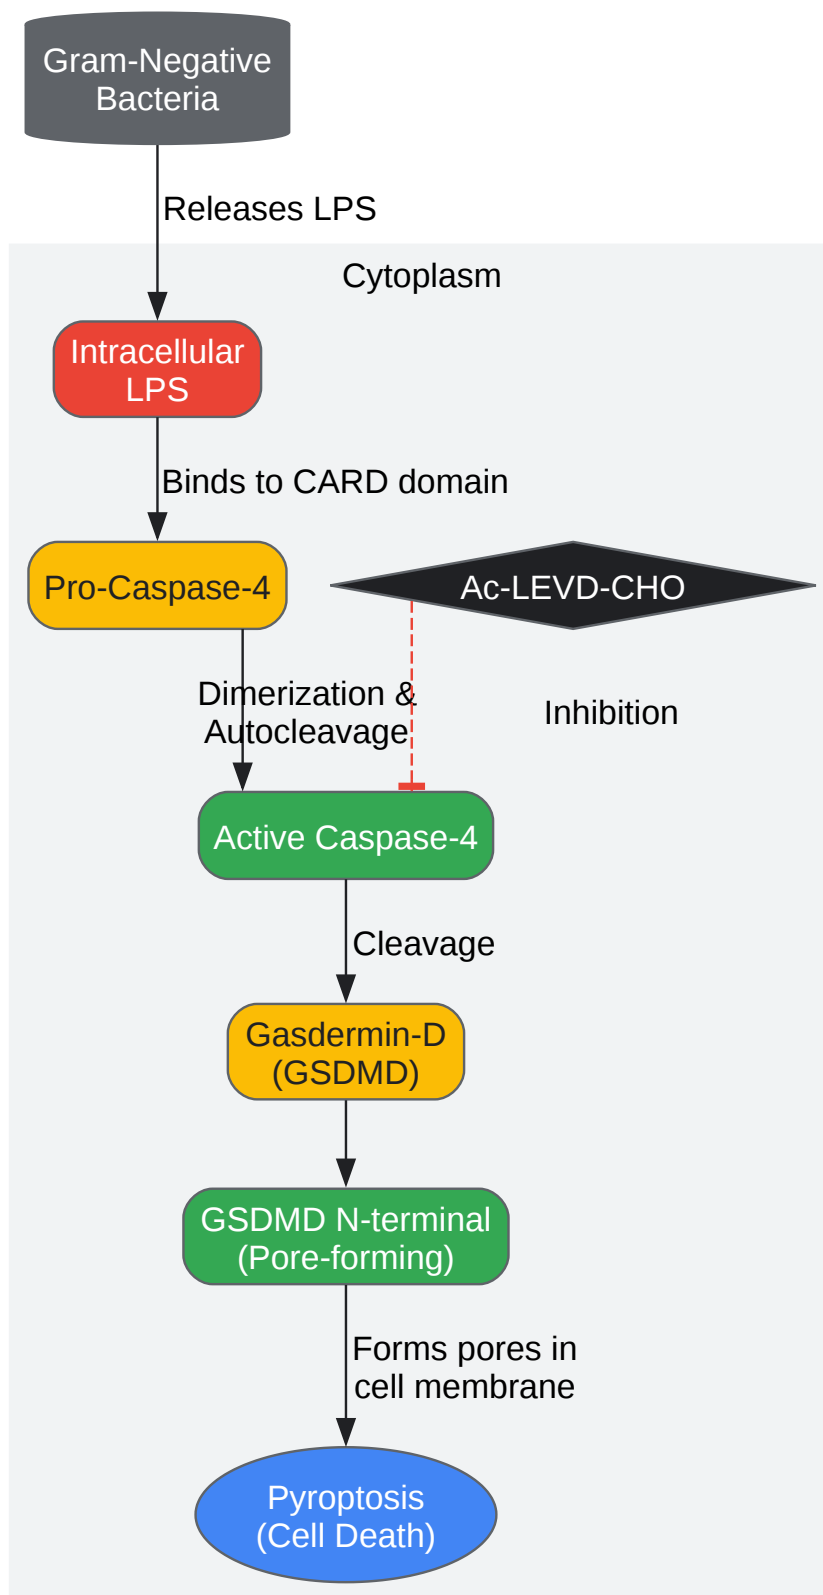 Gram-Negative
Bacteria
Releases LPS
Cytoplasm
Intracellular
LPS
Binds to CARD domain
Pro-Caspase-4
Ac-LEVD-CHO
Dimerization &
Autocleavage
Inhibition
Active Caspase-4
Cleavage
Gasdermin-D
(GSDMD)
GSDMD N-terminal
(Pore-forming)
Forms pores in
cell membrane
Pyroptosis
(Cell Death)